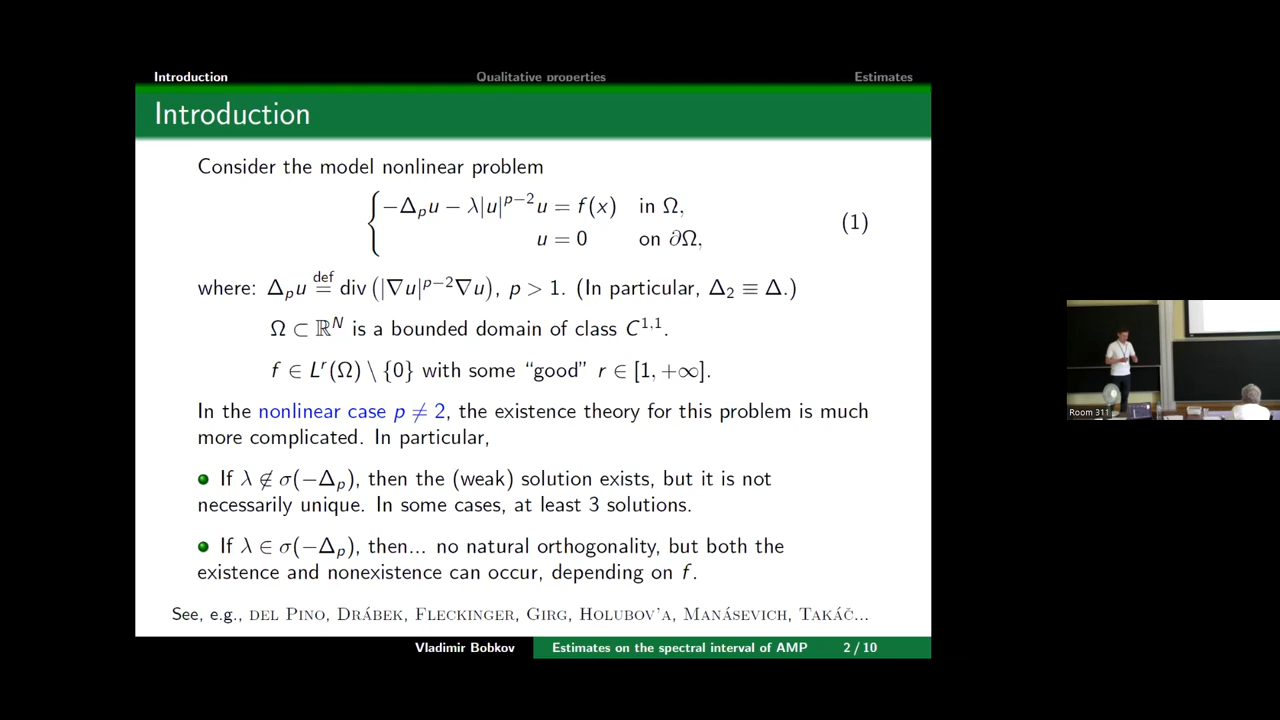 Introduction Qualitative properties Estimates
Introduction
Consider the model nonlinear problem
{ −Δ_p u − λ|u|^{p−2}u = f(x) in Ω,
u = 0 on ∂Ω, (1)
where: Δ_p u ≝ div(|∇u|^{p−2}∇u), p > 1. (In particular, Δ_2 ≡ Δ.)
Ω ⊂ ℝ^N is a bounded domain of class C^{1,1}.
f ∈ L^r(Ω) \ {0} with some “good” r ∈ [1, +∞].
In the nonlinear case p ≠ 2, the existence theory for this problem is much
more complicated. In particular,
If λ ∉ σ(−Δ_p), then the (weak) solution exists, but it is not
necessarily unique. In some cases, at least 3 solutions.
If λ ∈ σ(−Δ_p), then... no natural orthogonality, but both the
existence and nonexistence can occur, depending on f.
See, e.g., DEL PINO, DRÁBEK, FLECKINGER, GIRG, HOLUBOV'A, MANÁSEVICH, TAKÁČ...
Vladimir Bobkov Estimates on the spectral interval of AMP 2 / 10
Room 311